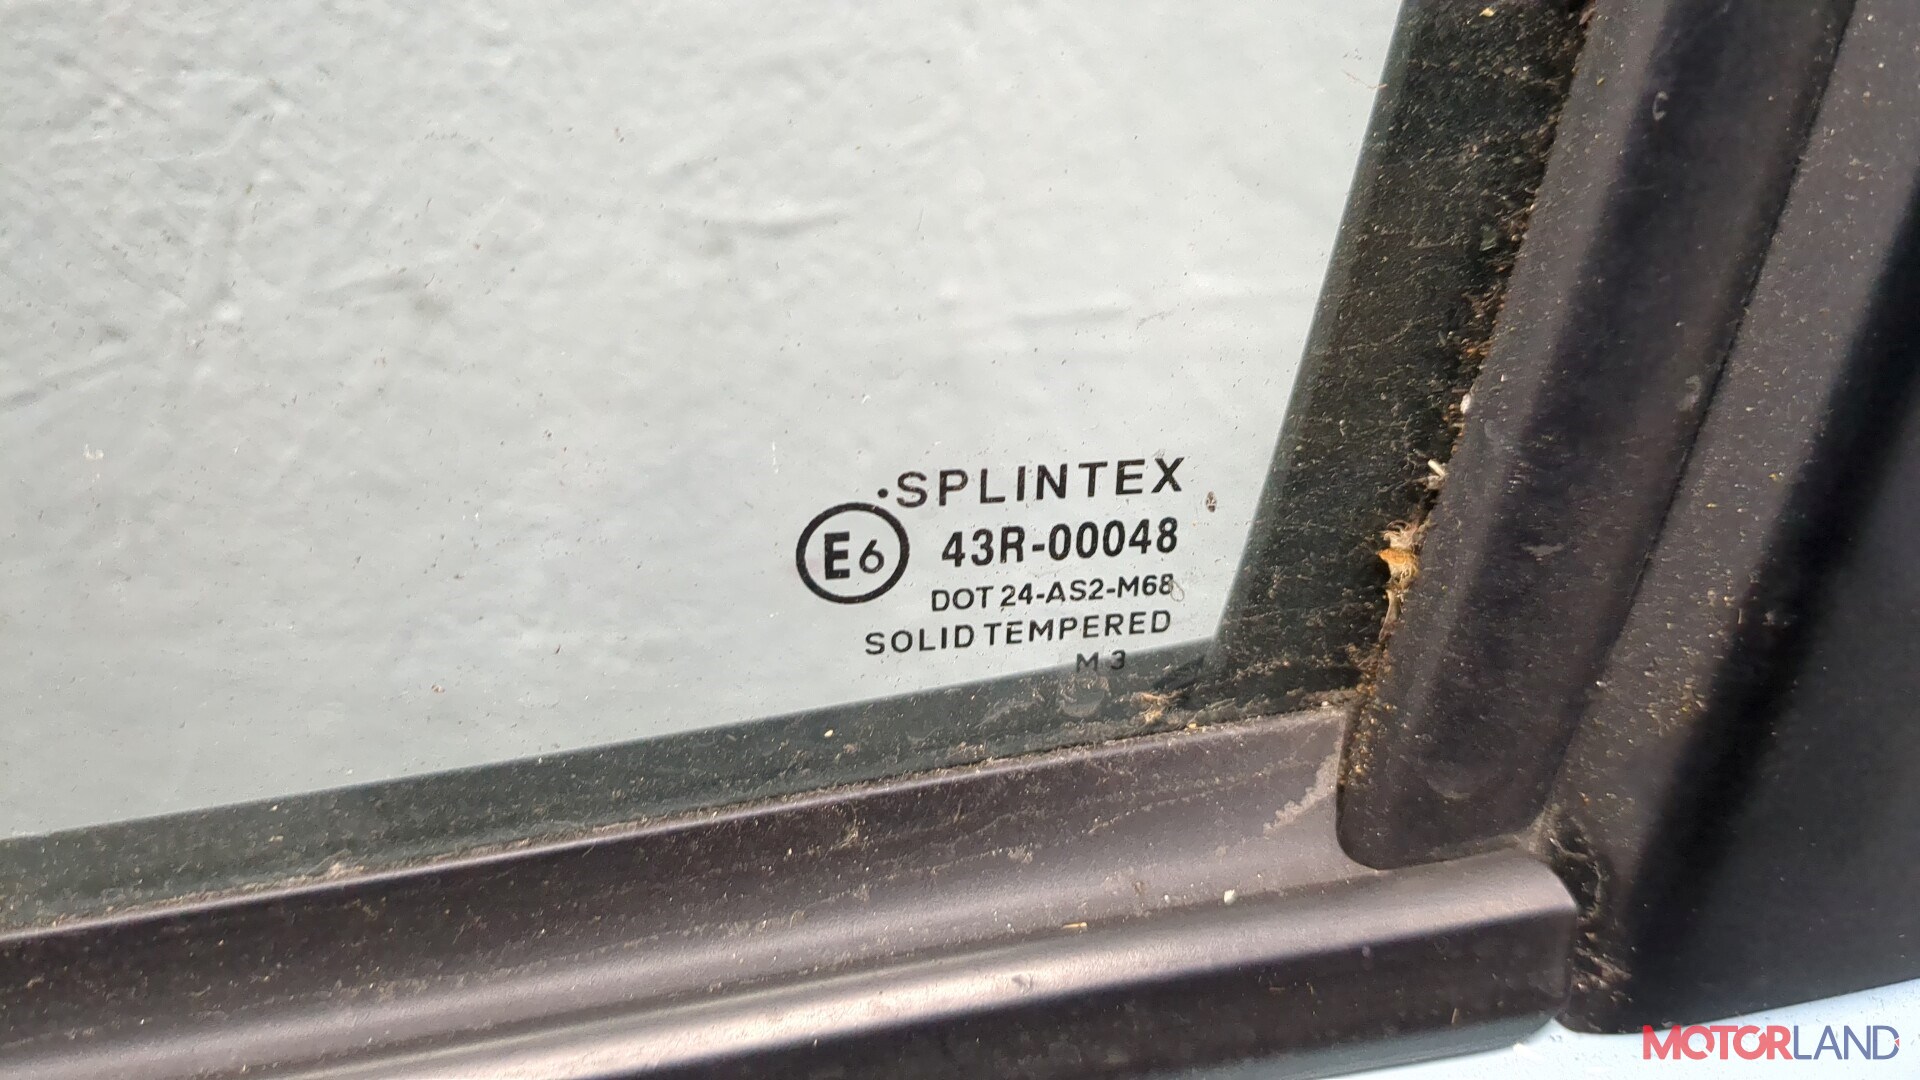 ·SPLINTEX
E6 43R-00048
DOT 24-AS2-M68
SOLID TEMPERED
M 3
MOTORLAND